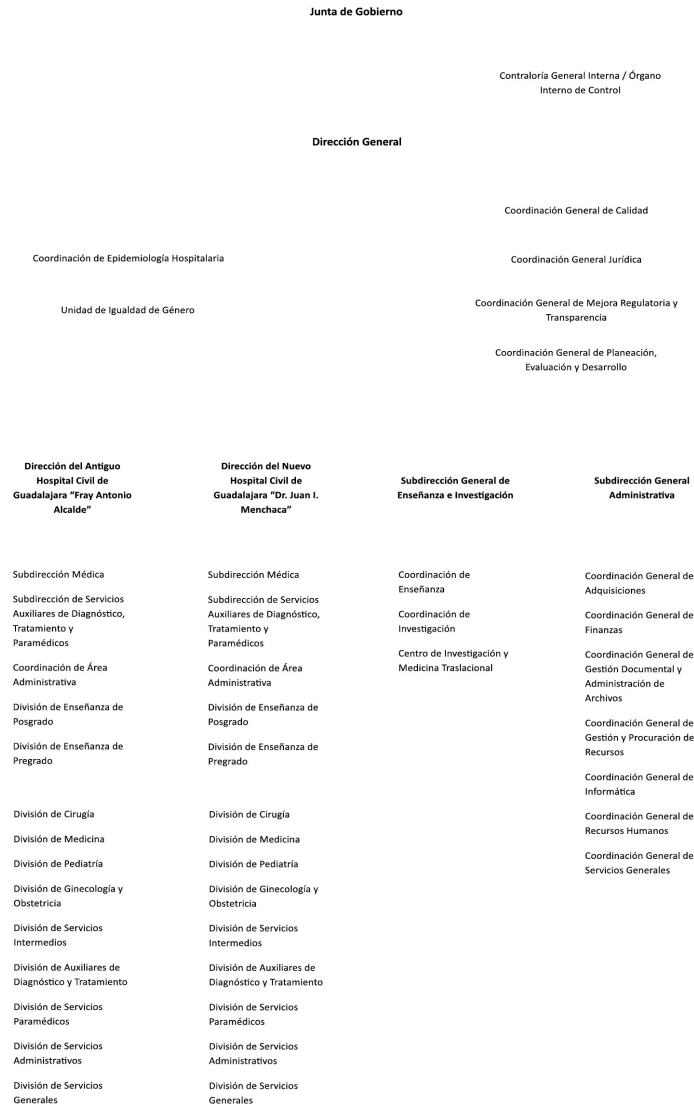 Junta de Gobierno
Contraloría General Interna / Órgano
Interno de Control
Dirección General
Coordinación General de Calidad
Coordinación de Epidemiología Hospitalaria
Coordinación General Jurídica
Unidad de Igualdad de Género
Coordinación General de Mejora Regulatoria y
Transparencia
Coordinación General de Planeación,
Evaluación y Desarrollo
Dirección del Antiguo
Hospital Civil de
Guadalajara “Fray Antonio
Alcalde”
Subdirección Médica
Subdirección de Servicios
Auxiliares de Diagnóstico,
Tratamiento y
Paramédicos
Coordinación de Área
Administrativa
División de Enseñanza de
Posgrado
División de Enseñanza de
Pregrado
División de Cirugía
División de Medicina
División de Pediatría
División de Ginecología y
Obstetricia
División de Servicios
Intermedios
División de Auxiliares de
Diagnóstico y Tratamiento
División de Servicios
Paramédicos
División de Servicios
Administrativos
División de Servicios
Generales
Dirección del Nuevo
Hospital Civil de
Guadalajara “Dr. Juan I.
Menchaca”
Subdirección Médica
Subdirección de Servicios
Auxiliares de Diagnóstico,
Tratamiento y
Paramédicos
Coordinación de Área
Administrativa
División de Enseñanza de
Posgrado
División de Enseñanza de
Pregrado
División de Cirugía
División de Medicina
División de Pediatría
División de Ginecología y
Obstetricia
División de Servicios
Intermedios
División de Auxiliares de
Diagnóstico y Tratamiento
División de Servicios
Paramédicos
División de Servicios
Administrativos
División de Servicios
Generales
Subdirección General de
Enseñanza e Investigación
Coordinación de
Enseñanza
Coordinación de
Investigación
Centro de Investigación y
Medicina Traslacional
Subdirección General
Administrativa
Coordinación General de
Adquisiciones
Coordinación General de
Finanzas
Coordinación General de
Gestión Documental y
Administración de
Archivos
Coordinación General de
Gestión y Procuración de
Recursos
Coordinación General de
Informática
Coordinación General de
Recursos Humanos
Coordinación General de
Servicios Generales